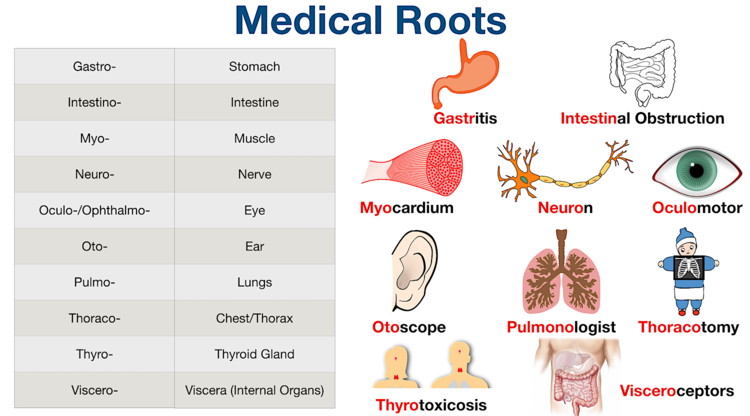 Medical Roots
Gastro- Stomach
Intestino- Intestine
Myo- Muscle
Neuro- Nerve
Oculo-/Ophthalmo- Eye
Oto- Ear
Pulmo- Lungs
Thoraco- Chest/Thorax
Thyro- Thyroid Gland
Viscero- Viscera (Internal Organs)
Gastritis
Intestinal Obstruction
Myocardium
Neuron
Oculomotor
Otoscope
Pulmonologist
Thoracotomy
Thyrotoxicosis
Visceroceptors